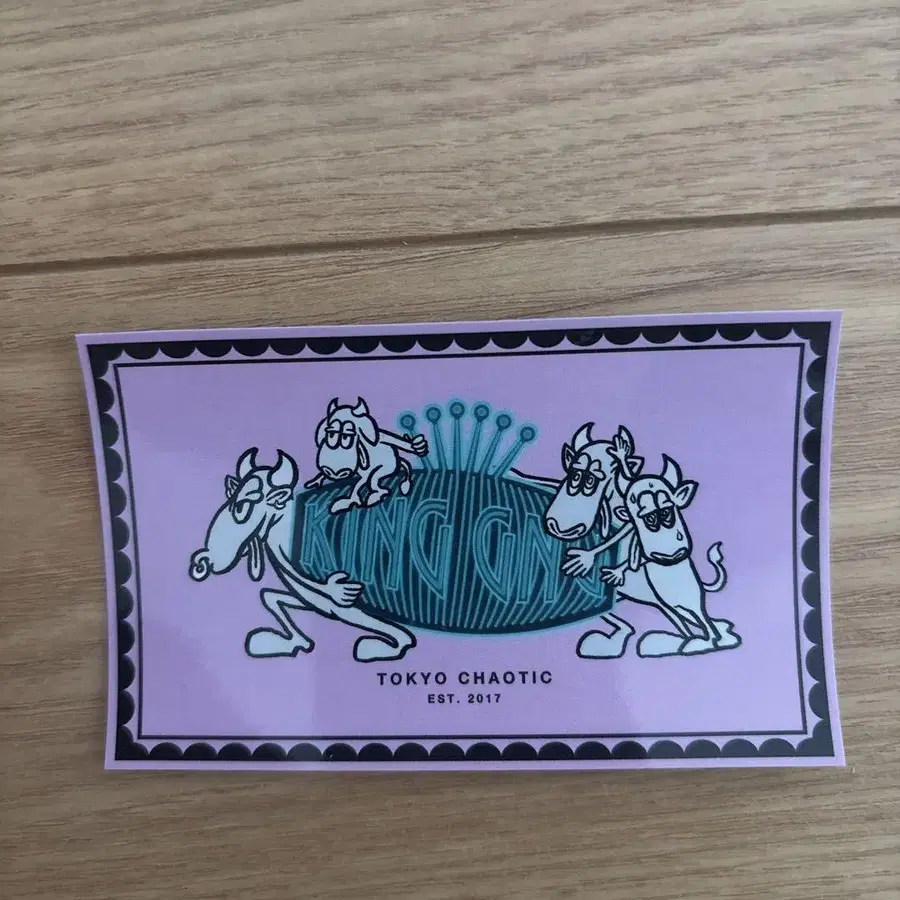 KING GNU
TOKYO CHAOTIC
EST. 2017